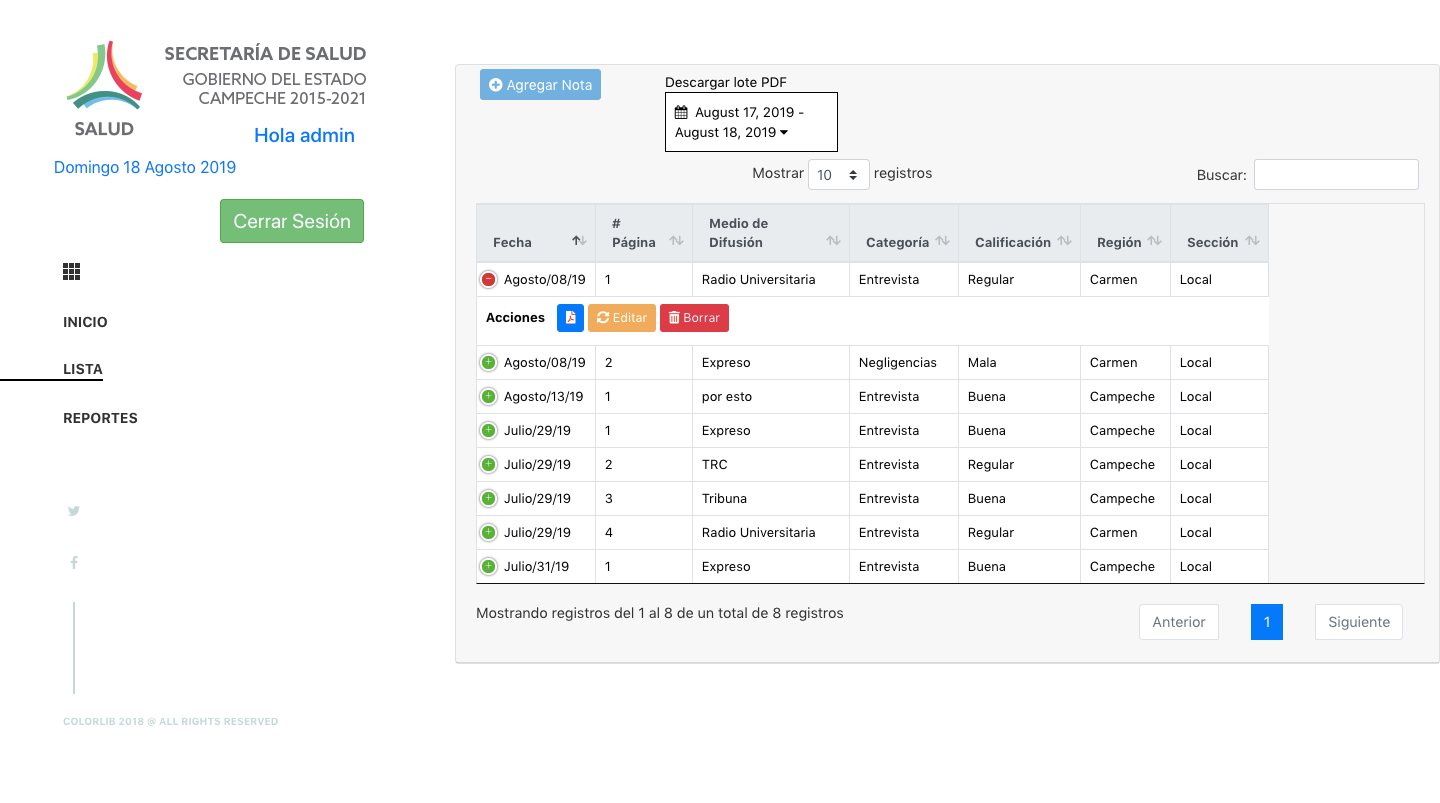 SECRETARÍA DE SALUD
GOBIERNO DEL ESTADO
CAMPECHE 2015-2021
SALUD
Hola admin
Domingo 18 Agosto 2019
Cerrar Sesión
INICIO
LISTA
REPORTES
COLORLIB 2018 @ ALL RIGHTS RESERVED
Agregar Nota
Descargar lote PDF
August 17, 2019 -
August 18, 2019
Mostrar 10 registros
Buscar:
Fecha # Página Medio de Difusión Categoría Calificación Región Sección
Agosto/08/19 1 Radio Universitaria Entrevista Regular Carmen Local
Acciones Editar Borrar
Agosto/08/19 2 Expreso Negligencias Mala Carmen Local
Agosto/13/19 1 por esto Entrevista Buena Campeche Local
Julio/29/19 1 Expreso Entrevista Buena Campeche Local
Julio/29/19 2 TRC Entrevista Regular Campeche Local
Julio/29/19 3 Tribuna Entrevista Buena Campeche Local
Julio/29/19 4 Radio Universitaria Entrevista Regular Carmen Local
Julio/31/19 1 Expreso Entrevista Buena Campeche Local
Mostrando registros del 1 al 8 de un total de 8 registros
Anterior 1 Siguiente